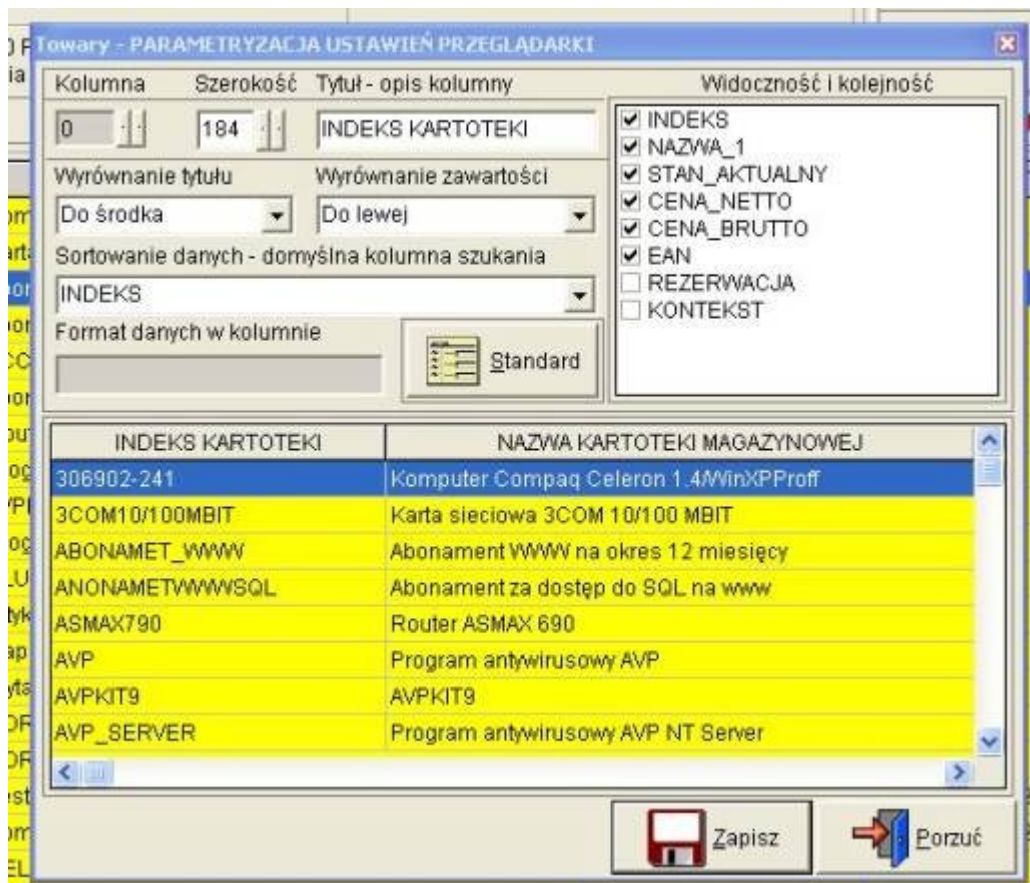 Towary - PARAMETRYZACJA USTAWIEŃ PRZEGLĄDARKI
Kolumna Szerokość Tytuł - opis kolumny Widoczność i kolejność
0 184 INDEKS KARTOTEKI
INDEKS
NAZWA_1
STAN_AKTUALNY
CENA_NETTO
CENA_BRUTTO
EAN
REZERWACJA
KONTEKST
Wyrównanie tytułu Wyrównanie zawartości
Do środka Do lewej
Sortowanie danych - domyślna kolumna szukania
INDEKS
Format danych w kolumnie
Standard
INDEKS KARTOTEKI NAZWA KARTOTEKI MAGAZYNOWEJ
306902-241 Komputer Compaq Celeron 1.4/WinXPProff
3COM10/100MBIT Karta sieciowa 3COM 10/100 MBIT
ABONAMET_WWW Abonament WWW na okres 12 miesięcy
ANONAMETWWWSQL Abonament za dostęp do SQL na www
ASMAX790 Router ASMAX 690
AVP Program antywirusowy AVP
AVPKIT9 AVPKIT9
AVP_SERVER Program antywirusowy AVP NT Server
Zapisz Porzuć